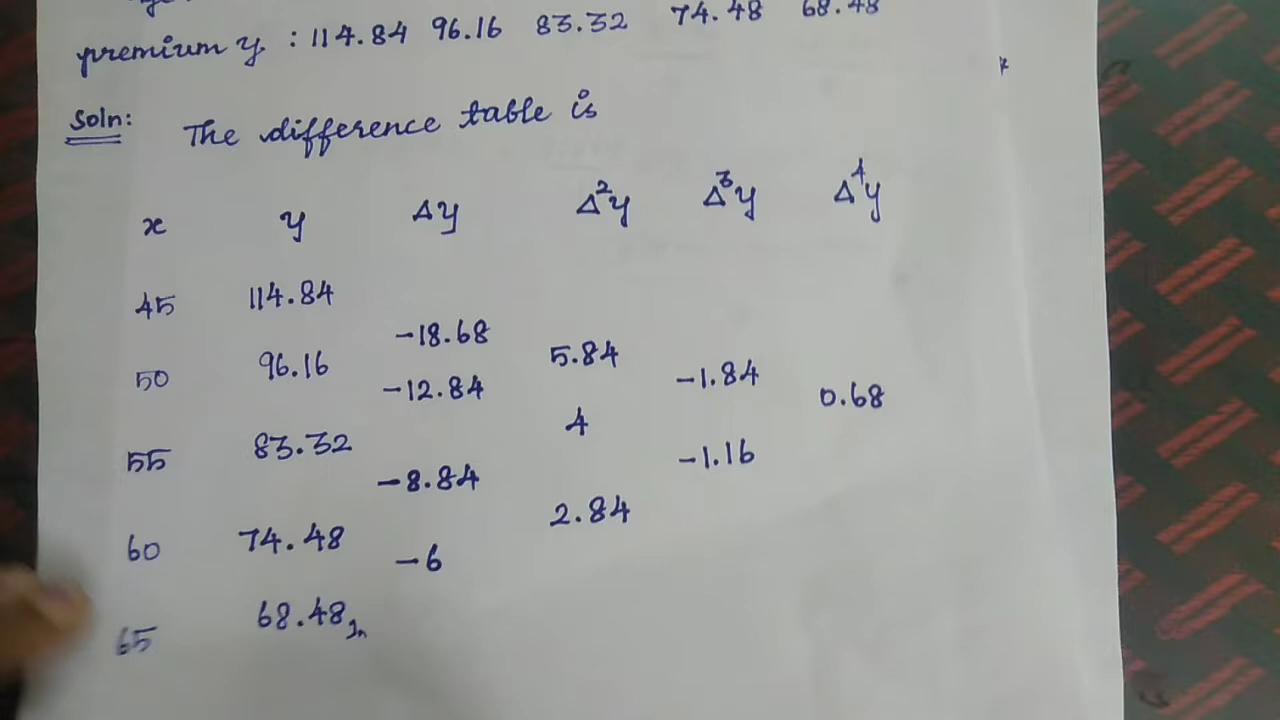 premium y : 114.84 96.16 83.32 74.48 68.48
Soln: The difference table is
x y Δy Δ²y Δ³y Δ⁴y
45 114.84
-18.68
50 96.16 5.84
-12.84 -1.84
55 83.32 4 0.68
-8.84 -1.16
60 74.48 2.84
-6
65 68.48